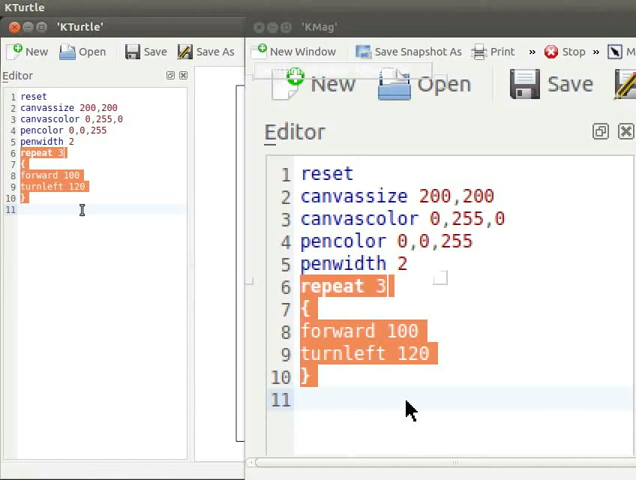 KTurtle
'KTurtle'
New Open Save Save As
Editor
1 reset
2 canvassize 200,200
3 canvascolor 0,255,0
4 pencolor 0,0,255
5 penwidth 2
6 repeat 3
7 {
8 forward 100
9 turnleft 120
10 }
11
'KMag'
New Window Save Snapshot As Print » Stop » M
New Open Save
Editor
1 reset
2 canvassize 200,200
3 canvascolor 0,255,0
4 pencolor 0,0,255
5 penwidth 2
6 repeat 3
7 {
8 forward 100
9 turnleft 120
10 }
11